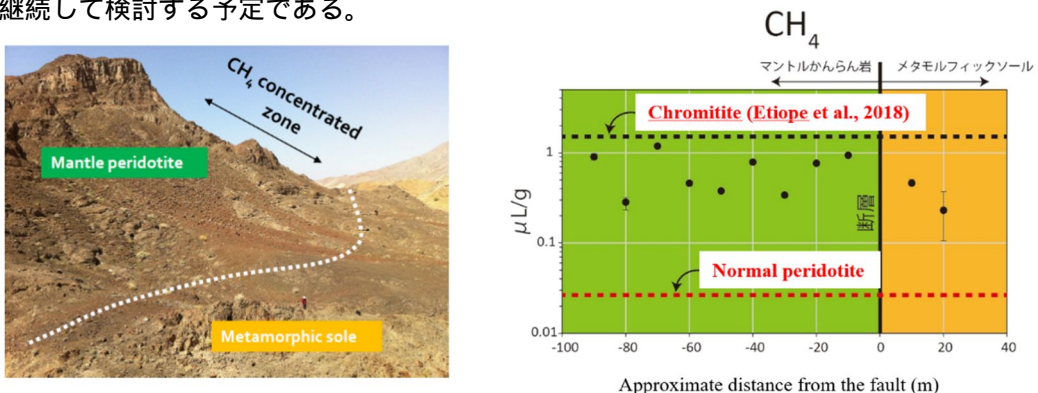 継続して検討する予定である。
CH4 concentrated
zone
Mantle peridotite
Metamorphic sole
CH4
マントルかんらん岩
メタモルフィックソール
Chromitite (Etiope et al., 2018)
断層
Normal peridotite
μL/g
1
0.1
0.01
-100 -80 -60 -40 -20 0 20 40
Approximate distance from the fault (m)